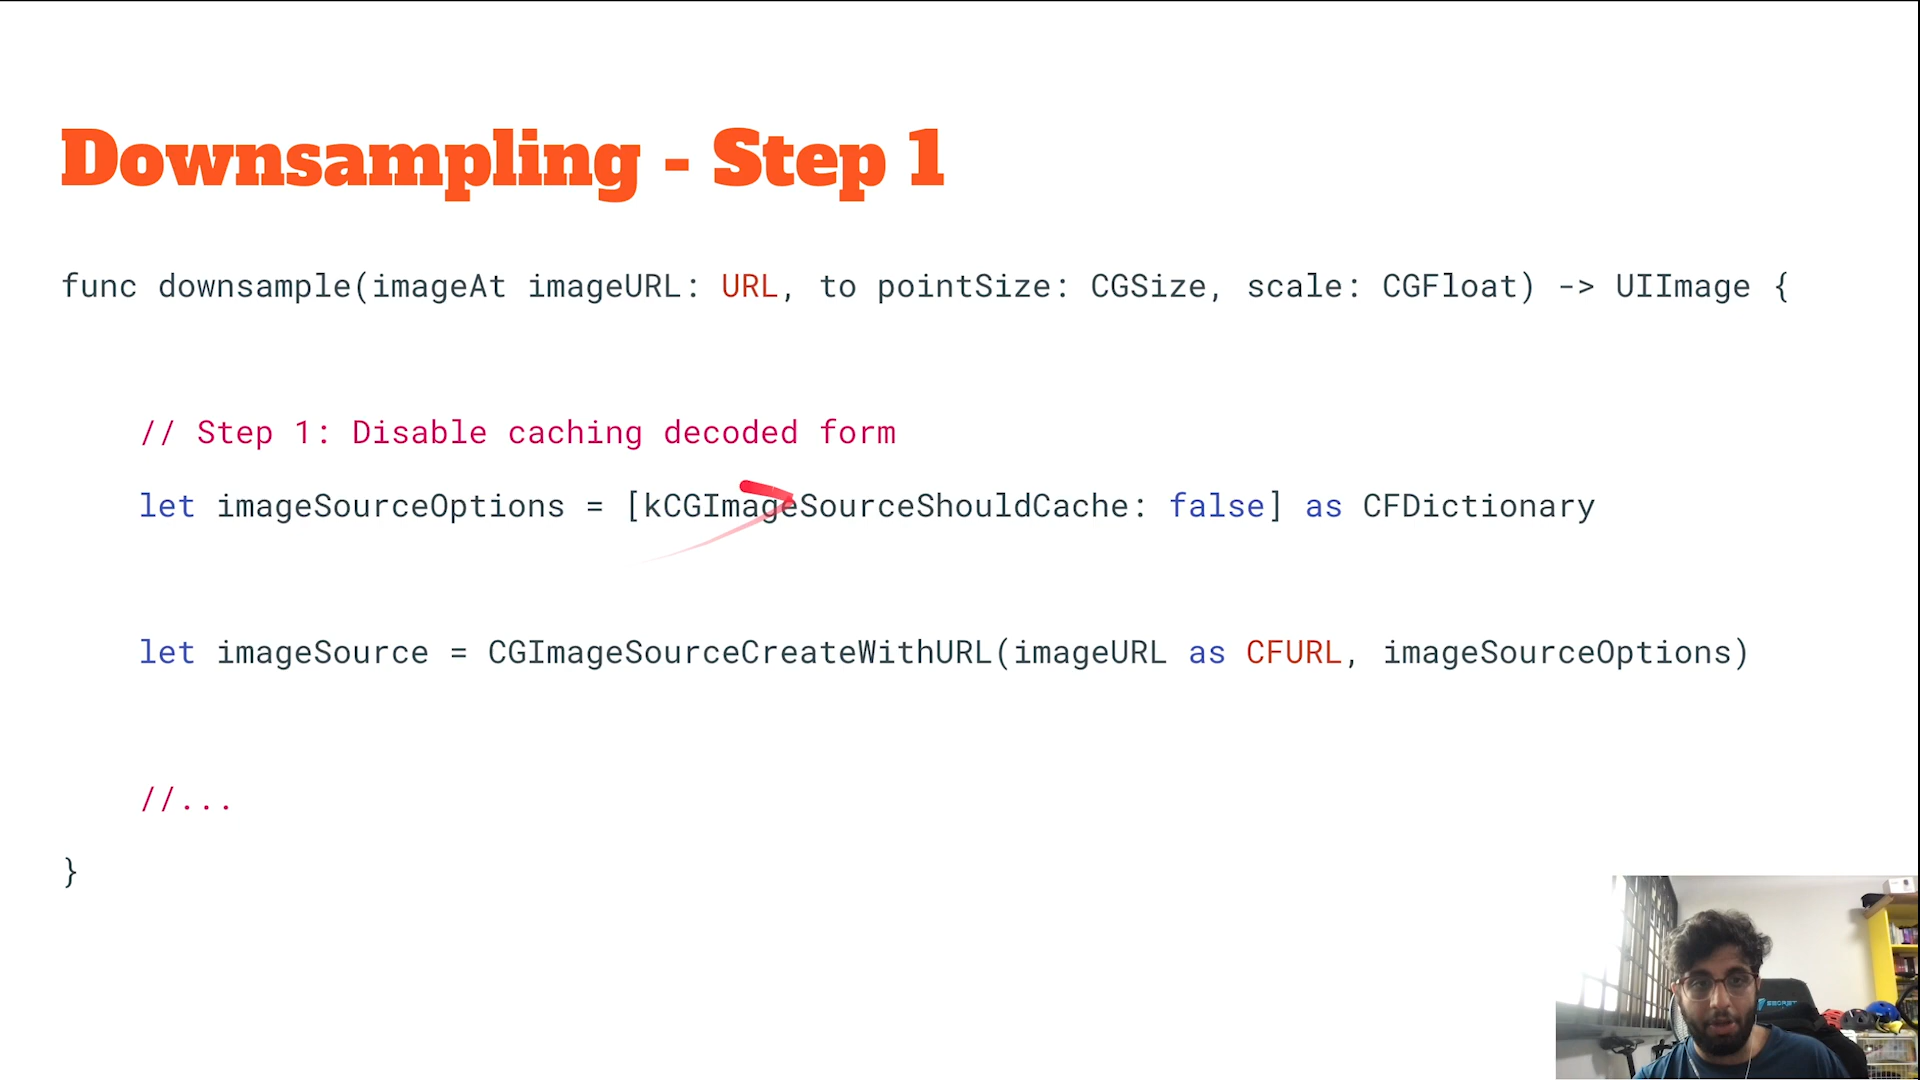 Downsampling - Step 1
func downsample(imageAt imageURL: URL, to pointSize: CGSize, scale: CGFloat) -> UIImage {
// Step 1: Disable caching decoded form
let imageSourceOptions = [kCGImageSourceShouldCache: false] as CFDictionary
let imageSource = CGImageSourceCreateWithURL(imageURL as CFURL, imageSourceOptions)
//...
}